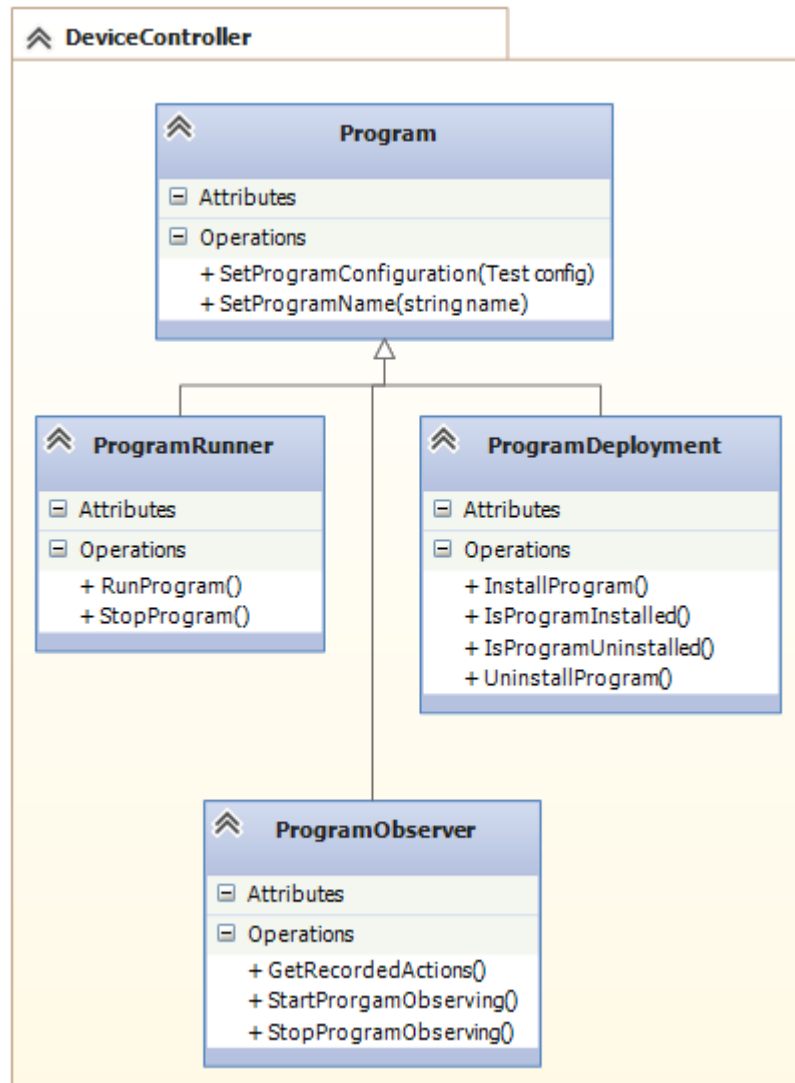 DeviceController
Program
Attributes
Operations
+ SetProgramConfiguration(Test config)
+ SetProgramName(string name)
ProgramRunner
Attributes
Operations
+ RunProgram()
+ StopProgram()
ProgramDeployment
Attributes
Operations
+ InstallProgram()
+ IsProgramInstalled()
+ IsProgramUninstalled()
+ UninstallProgram()
ProgramObserver
Attributes
Operations
+ GetRecordedActions()
+ StartProrgamObserving()
+ StopProgramObserving()